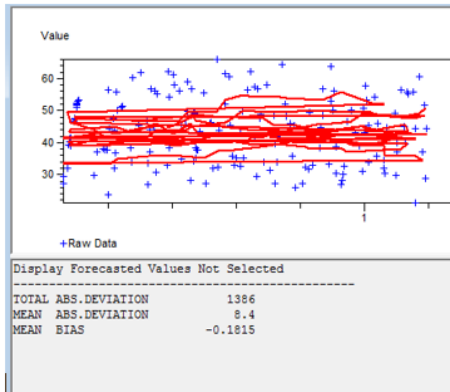 Value
60
50
40
30
1
+Raw Data
Display Forecasted Values Not Selected
--------------------------------------------------
TOTAL ABS.DEVIATION 1386
MEAN ABS.DEVIATION 8.4
MEAN BIAS -0.1815